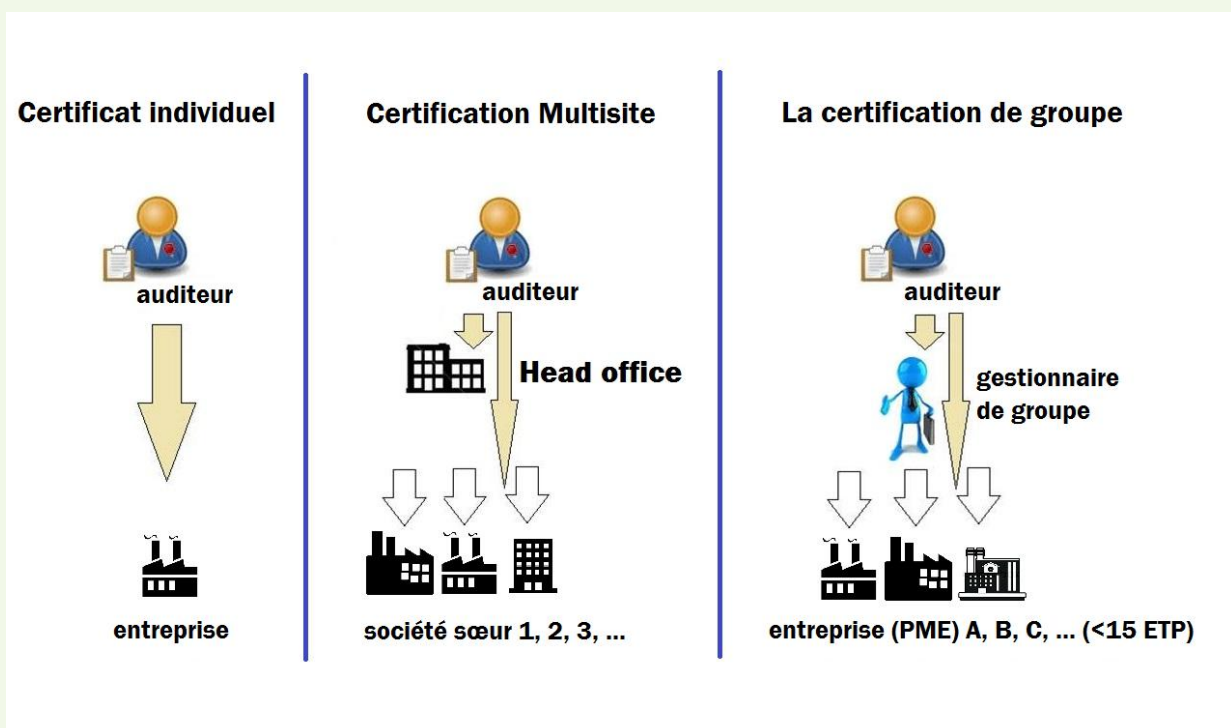 Certificat individuel
auditeur
entreprise
Certification Multisite
auditeur
Head office
société sœur 1, 2, 3, ...
La certification de groupe
auditeur
gestionnaire
de groupe
entreprise (PME) A, B, C, ... (<15 ETP)